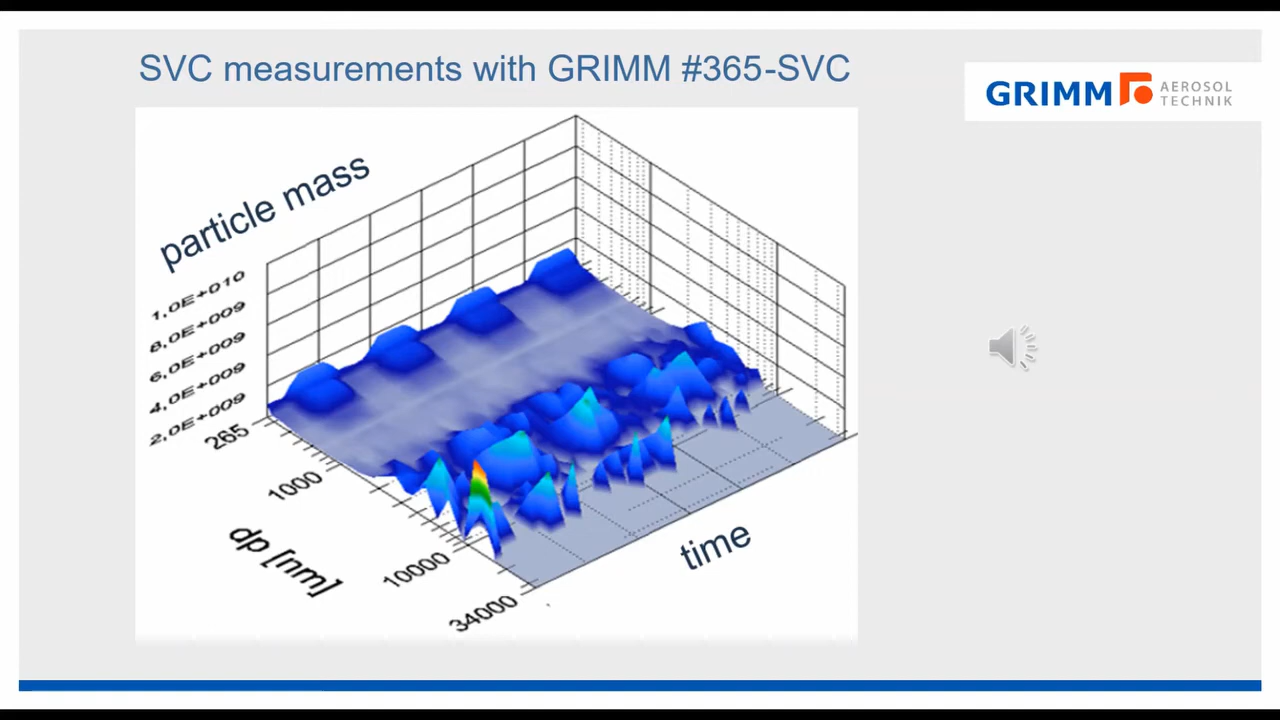 SVC measurements with GRIMM #365-SVC
GRIMM AEROSOL
TECHNIK
particle mass
1,0E+010
8,0E+009
6,0E+009
4,0E+009
2,0E+009
265
1000
10000
34000
dp [nm]
time